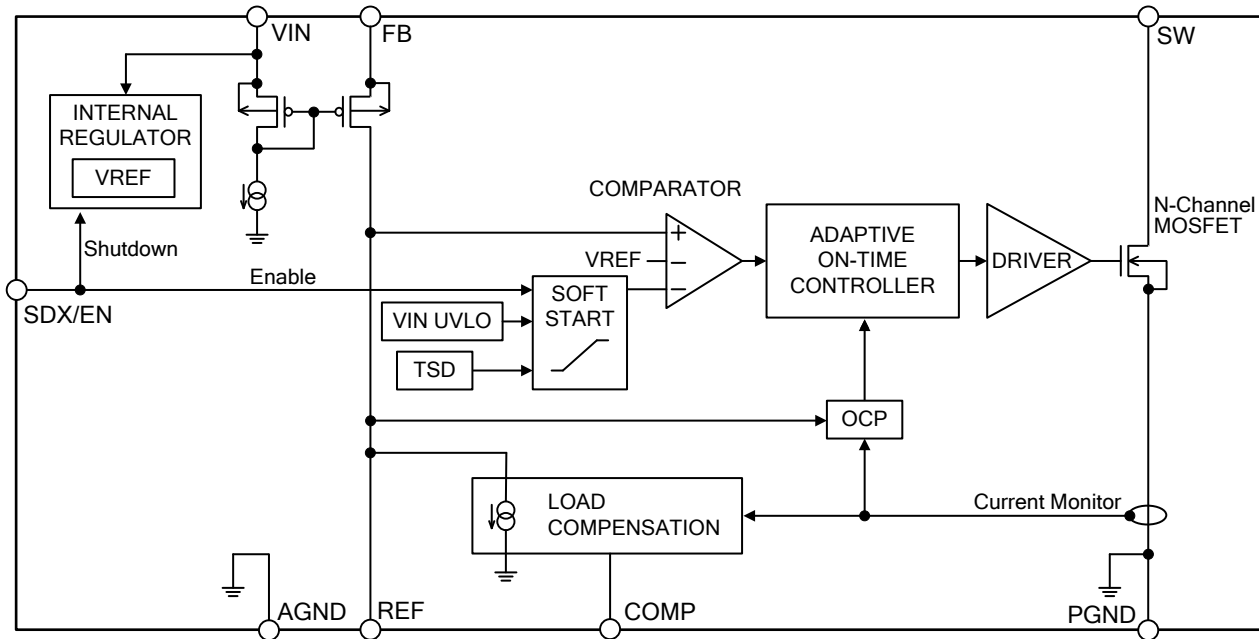 VIN
FB
SW
INTERNAL
REGULATOR
VREF
Shutdown
SDX/EN
Enable
COMPARATOR
+
VREF
−
−
SOFT
START
VIN UVLO
TSD
ADAPTIVE
ON-TIME
CONTROLLER
DRIVER
N-Channel
MOSFET
OCP
LOAD
COMPENSATION
Current Monitor
AGND
REF
COMP
PGND